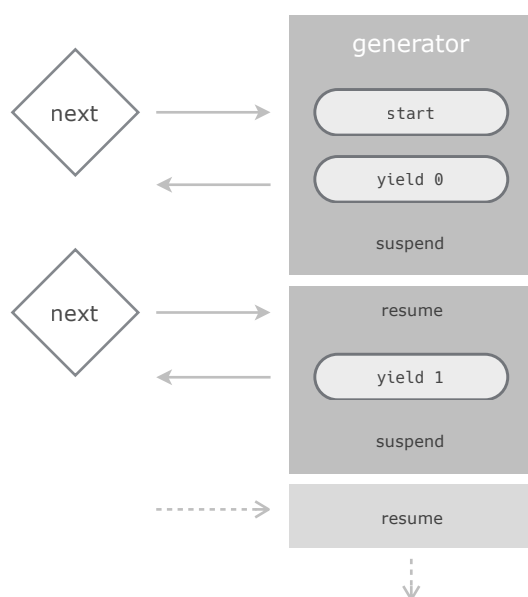 generator
next
start
yield 0
suspend
next
resume
yield 1
suspend
resume